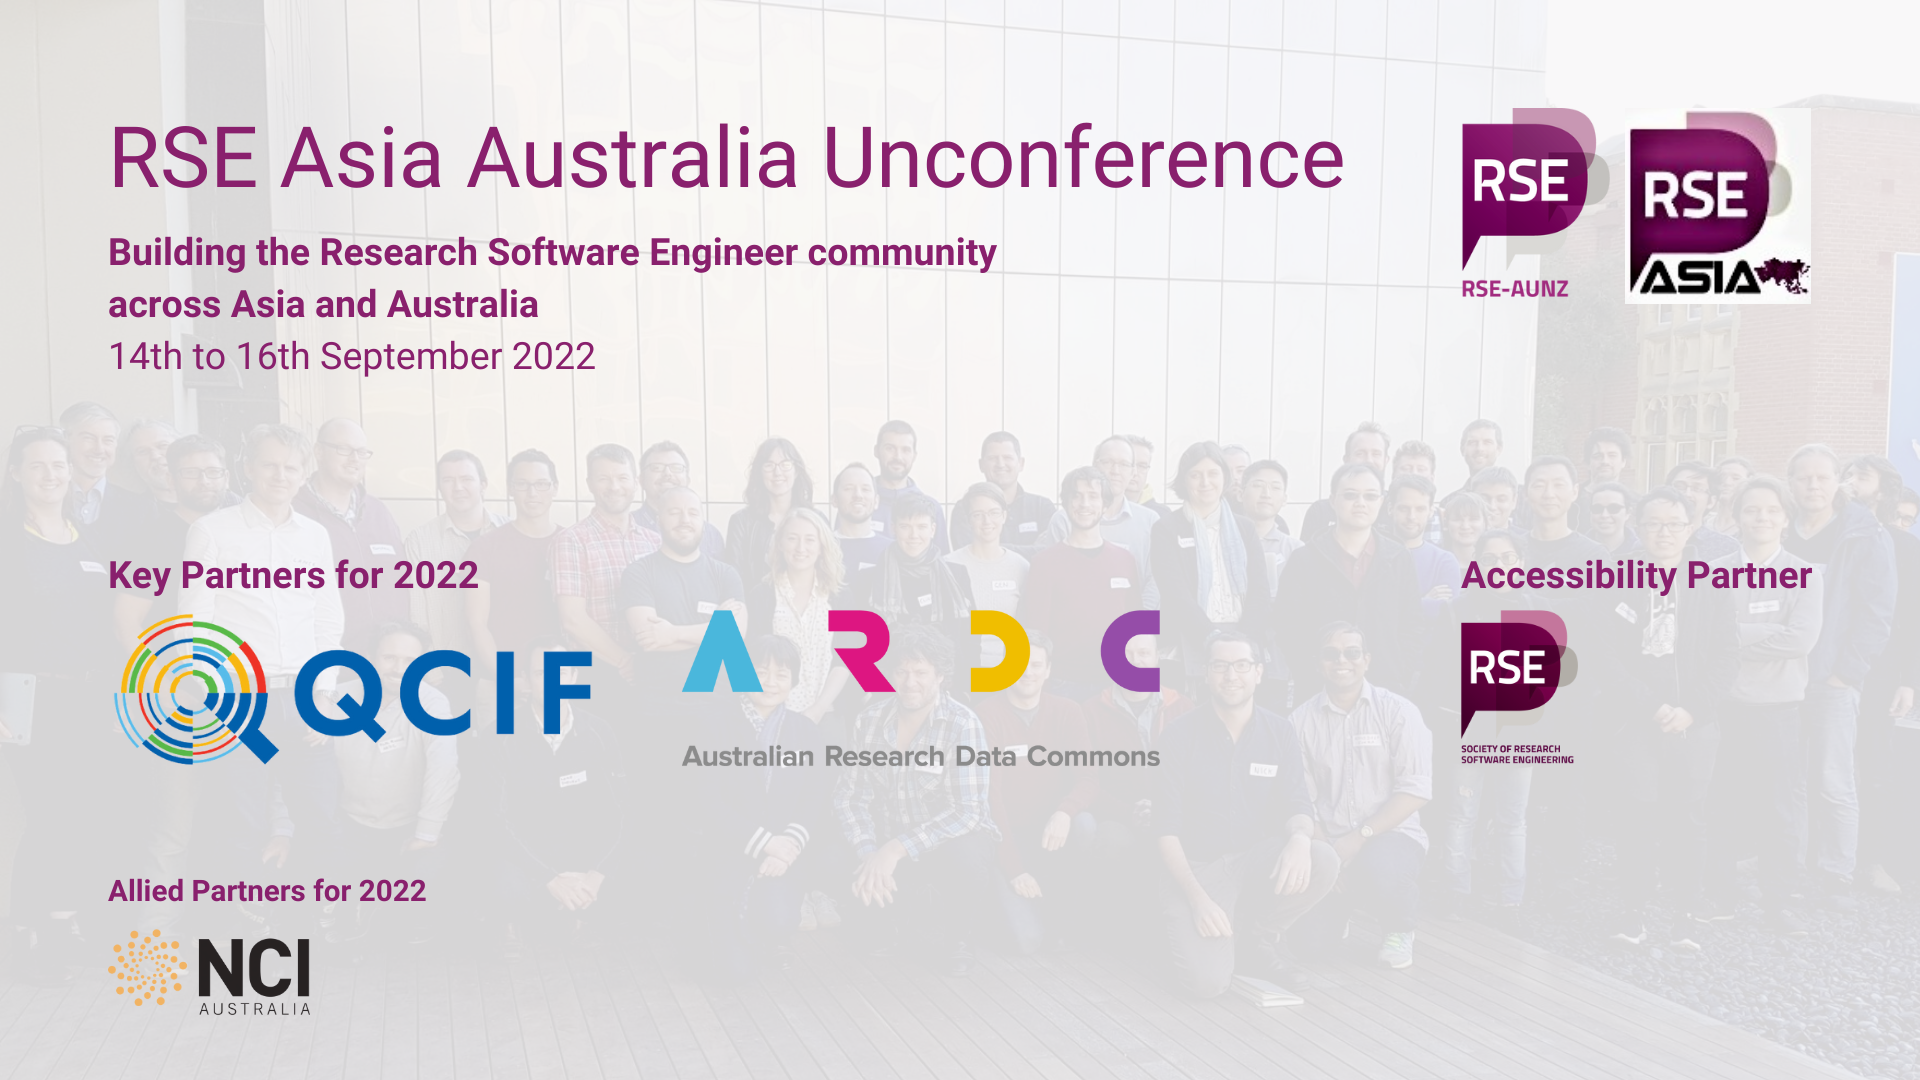 RSE Asia Australia Unconference
Building the Research Software Engineer community
across Asia and Australia
14th to 16th September 2022
RSE
RSE-AUNZ
RSE
ASIA
Key Partners for 2022
QCIF
ARDC
Australian Research Data Commons
Accessibility Partner
RSE
SOCIETY OF RESEARCH
SOFTWARE ENGINEERING
Allied Partners for 2022
NCI
AUSTRALIA